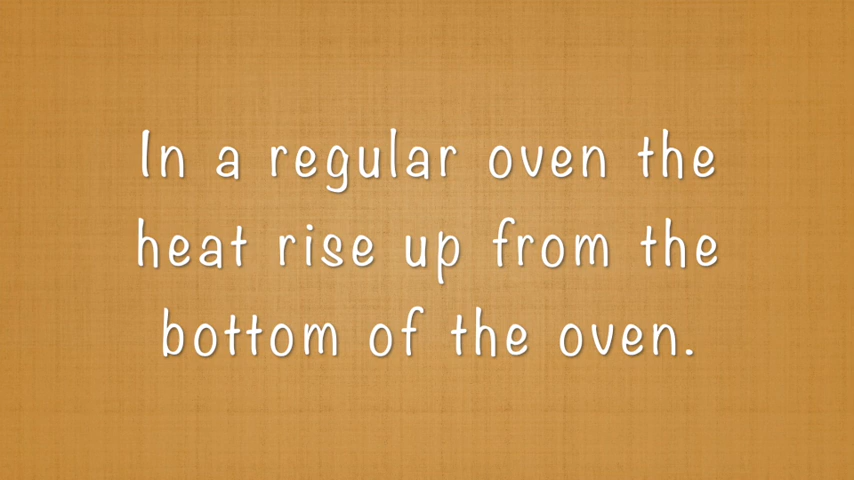 In a regular oven the
heat rise up from the
bottom of the oven.